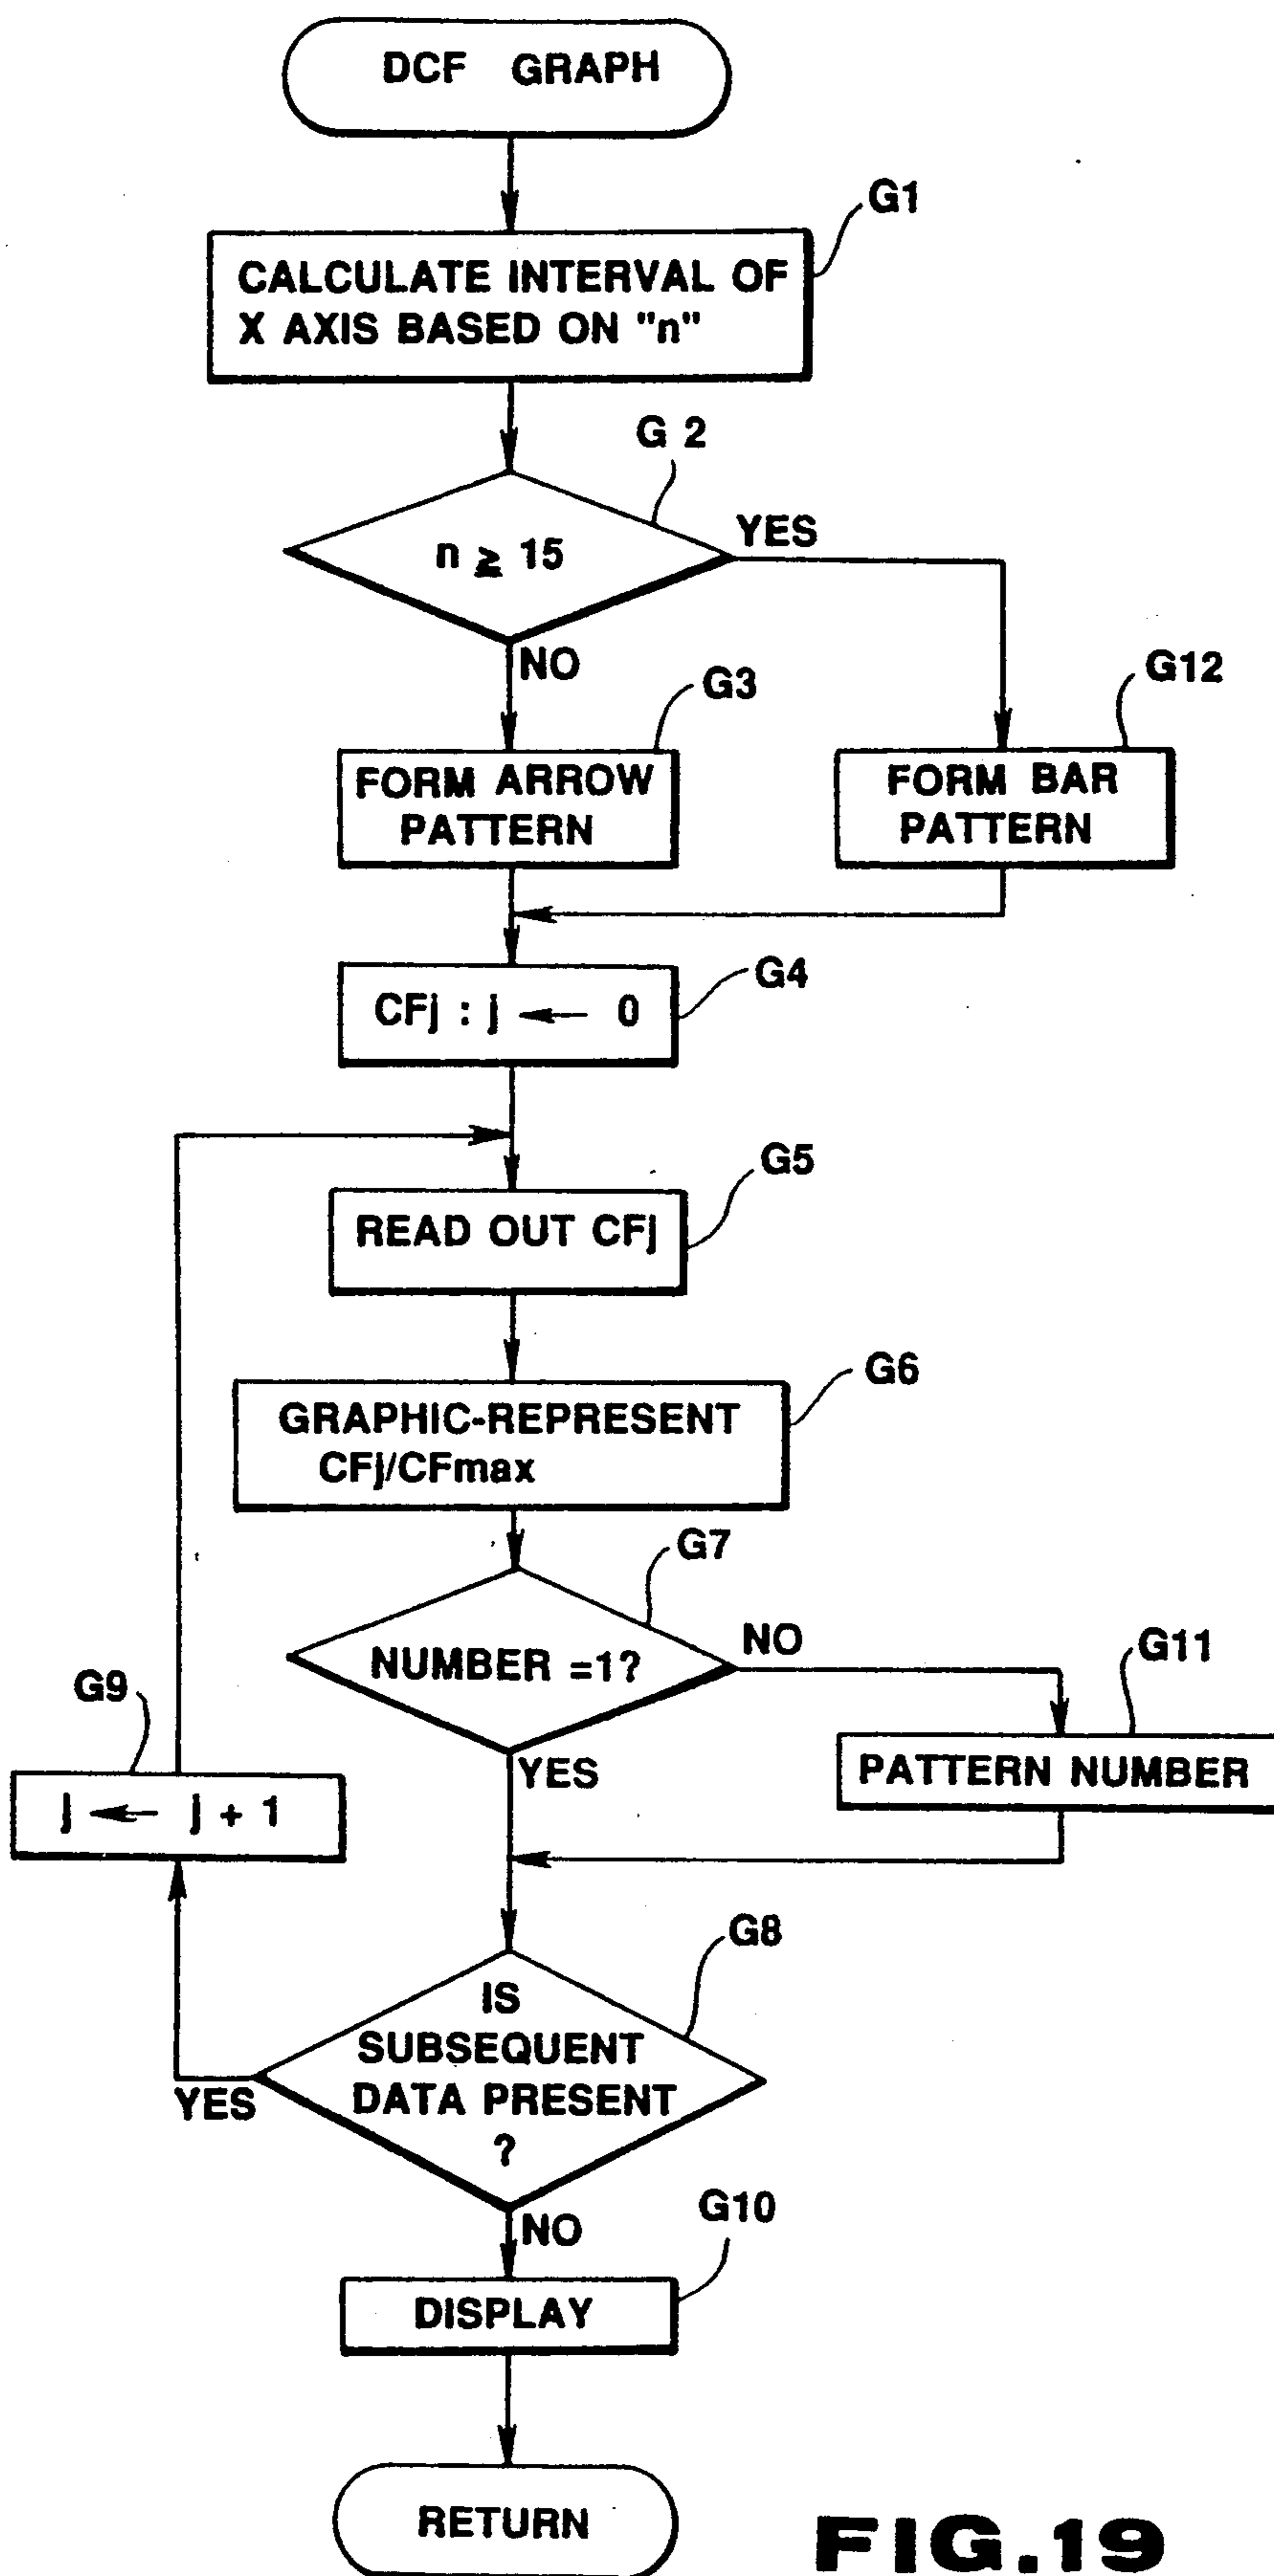 DCF GRAPH
G1
CALCULATE INTERVAL OF
X AXIS BASED ON "n"
G 2
n ≧ 15
YES
NO
G3
G12
FORM ARROW
PATTERN
FORM BAR
PATTERN
G4
CFj : j ← 0
G5
READ OUT CFj
G6
GRAPHIC-REPRESENT
CFj/CFmax
G7
NUMBER =1?
NO
G11
YES
PATTERN NUMBER
G9
j ← j + 1
G8
IS
SUBSEQUENT
DATA PRESENT
?
YES
NO
G10
DISPLAY
RETURN
FIG.19